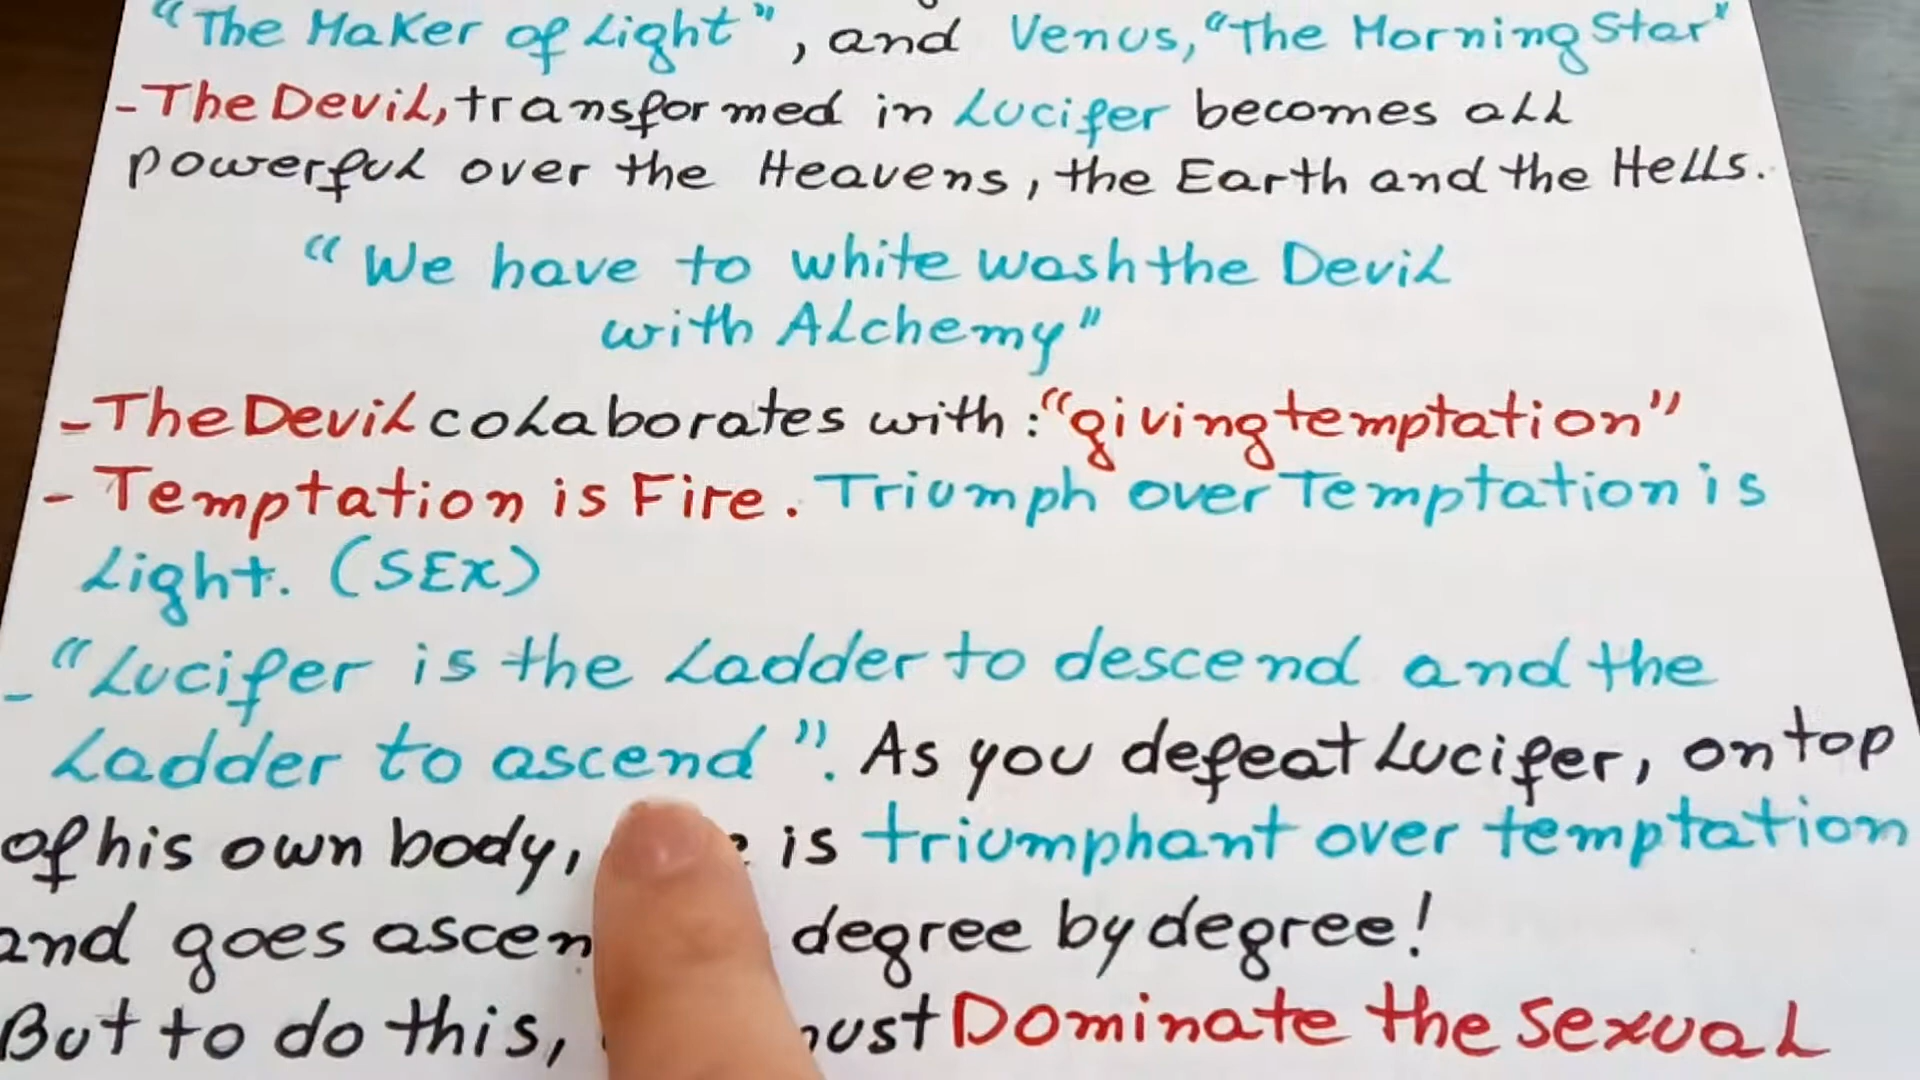 "The Maker of Light", and Venus, "The Morning Star"
- The Devil, transformed in Lucifer becomes all
powerful over the Heavens, the Earth and the Hells.
"We have to white wash the Devil
with Alchemy"
- The Devil colaborates with: "giving temptation"
- Temptation is Fire. Triumph over Temptation is
Light. (SEX)
- "Lucifer is the Ladder to descend and the
Ladder to ascend". As you defeat Lucifer, on top
of his own body, is triumphant over temptation
and goes degree by degree!
But to do this, Dominate the sexual